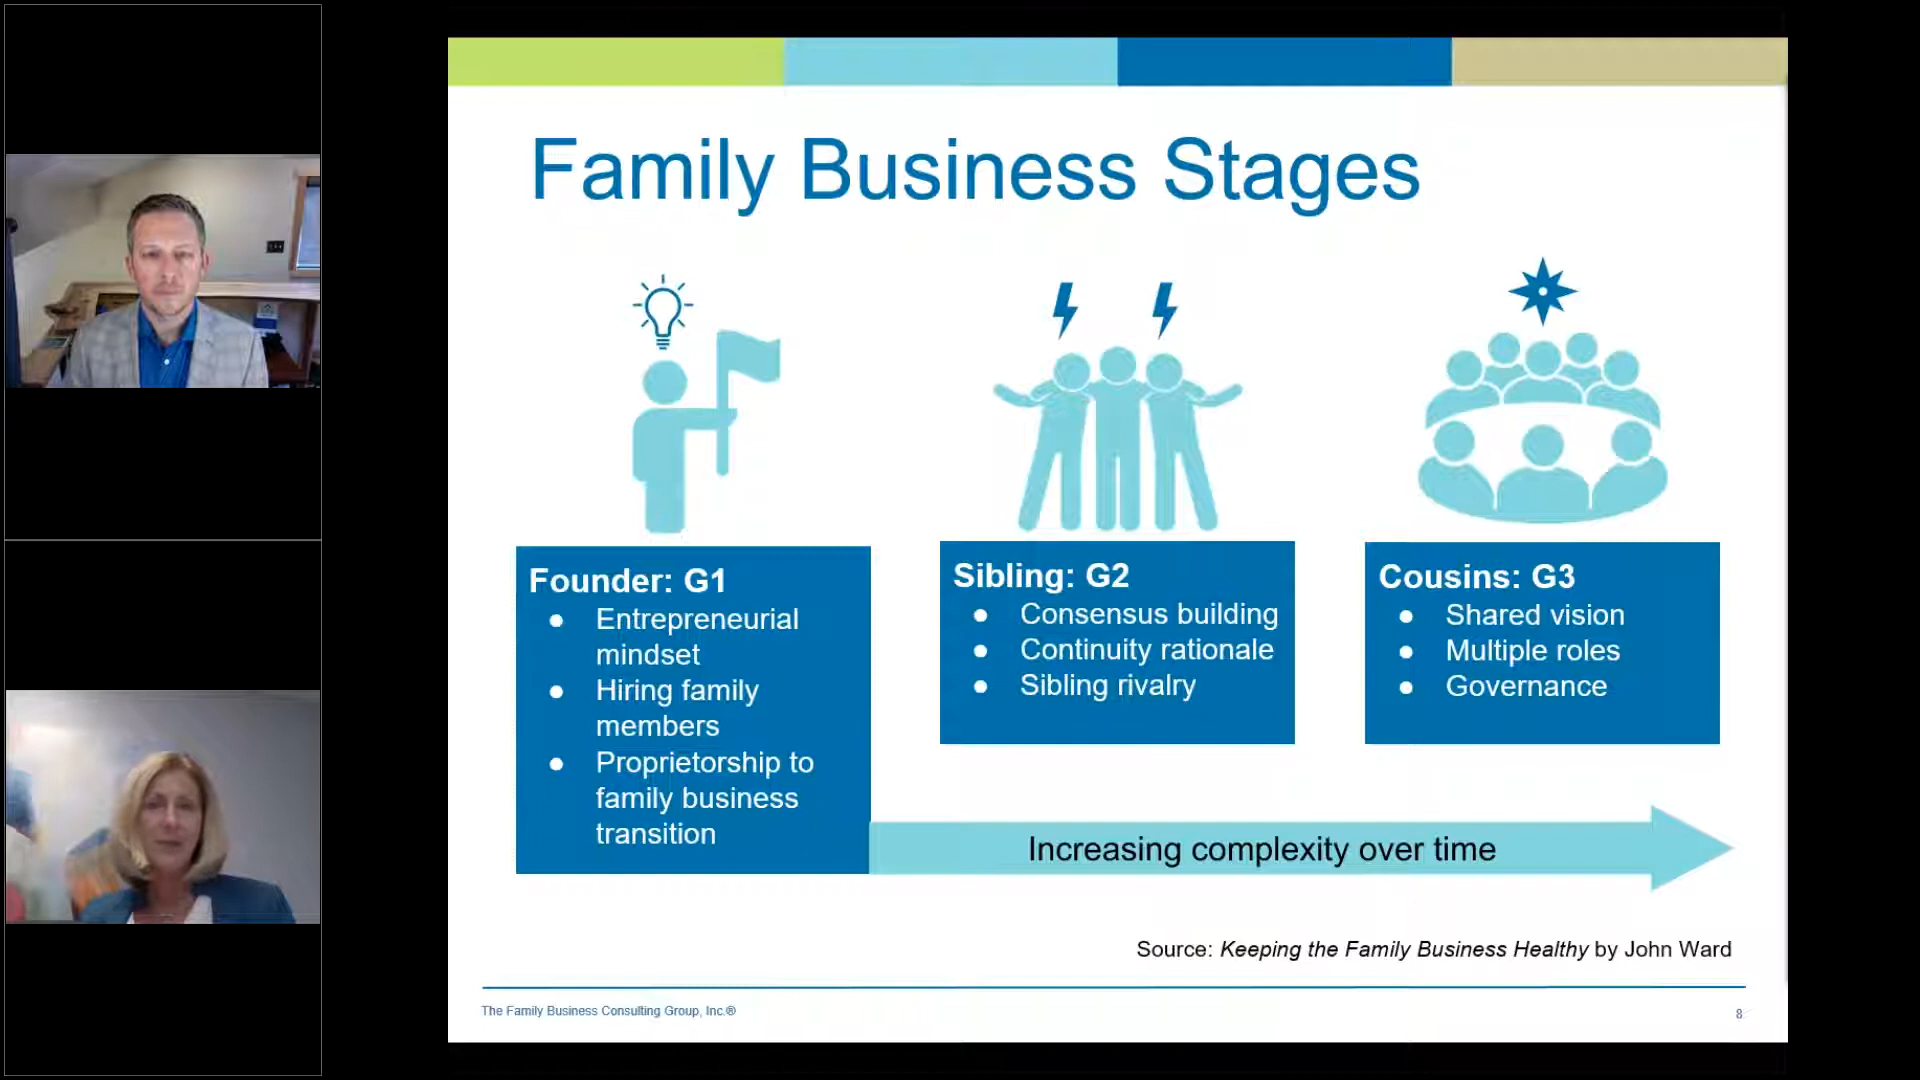 Family Business Stages
Founder: G1
● Entrepreneurial
mindset
● Hiring family
members
● Proprietorship to
family business
transition
Sibling: G2
● Consensus building
● Continuity rationale
● Sibling rivalry
Cousins: G3
● Shared vision
● Multiple roles
● Governance
Increasing complexity over time
Source: Keeping the Family Business Healthy by John Ward
The Family Business Consulting Group, Inc.®
8